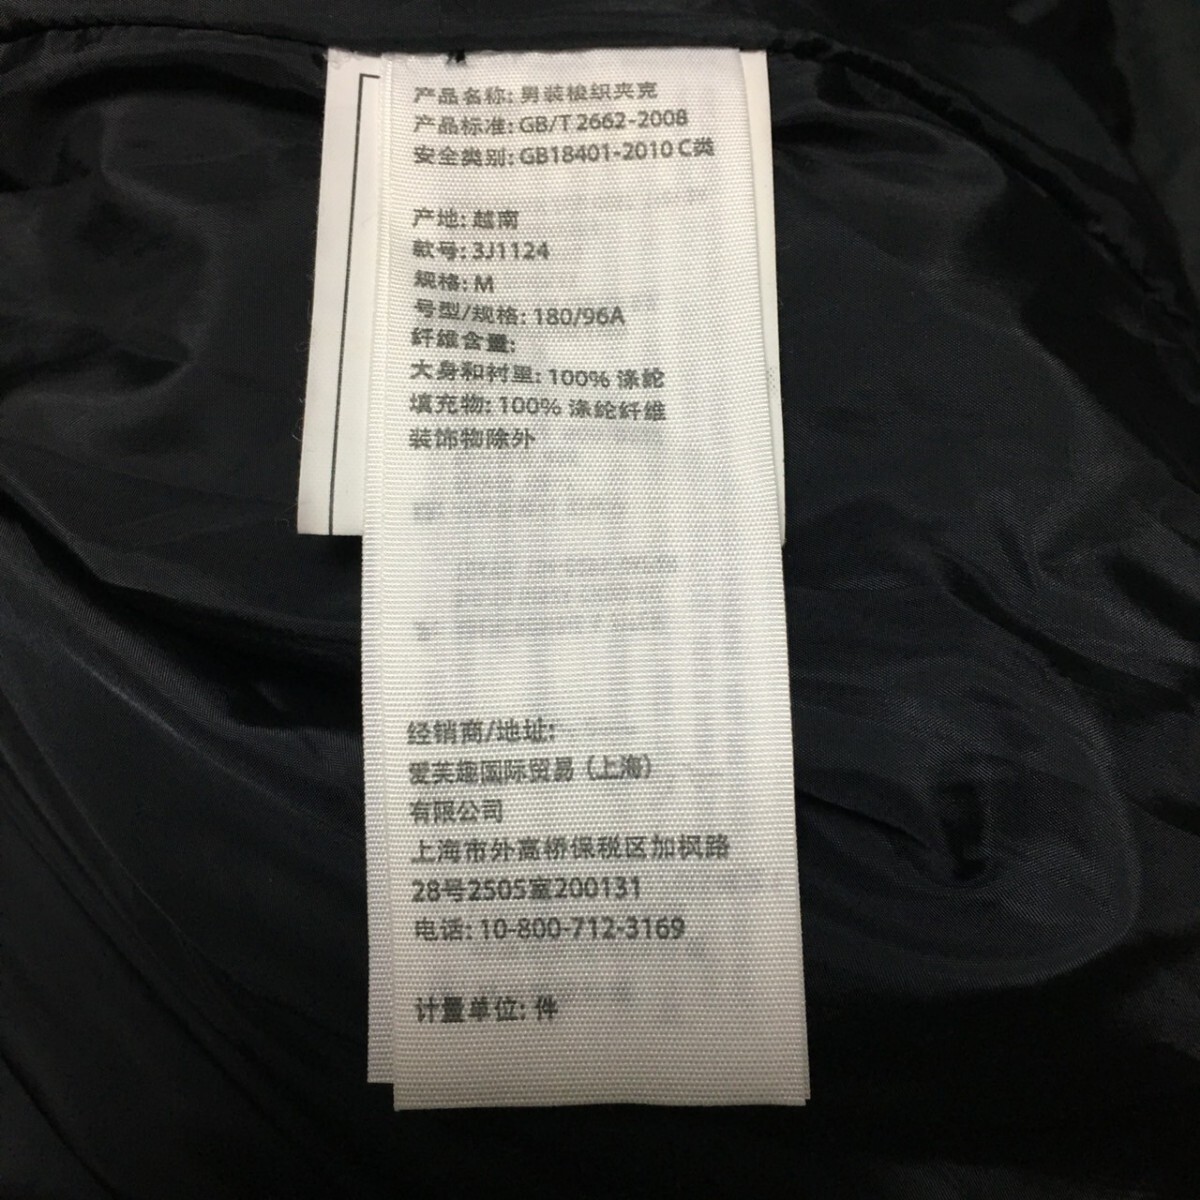 产品名称: 男装梭织夹克
产品标准: GB/T 2662-2008
安全类别: GB18401-2010 C类
产地: 越南
款号: 3J1124
规格: M
号型/规格: 180/96A
纤维含量:
大身和衬里: 100% 涤纶
填充物: 100% 涤纶纤维
装饰物除外
经销商/地址:
爱芙趣国际贸易 (上海)
有限公司
上海市外高桥保税区加枫路
28号2505室200131
电话: 10-800-712-3169
计量单位: 件